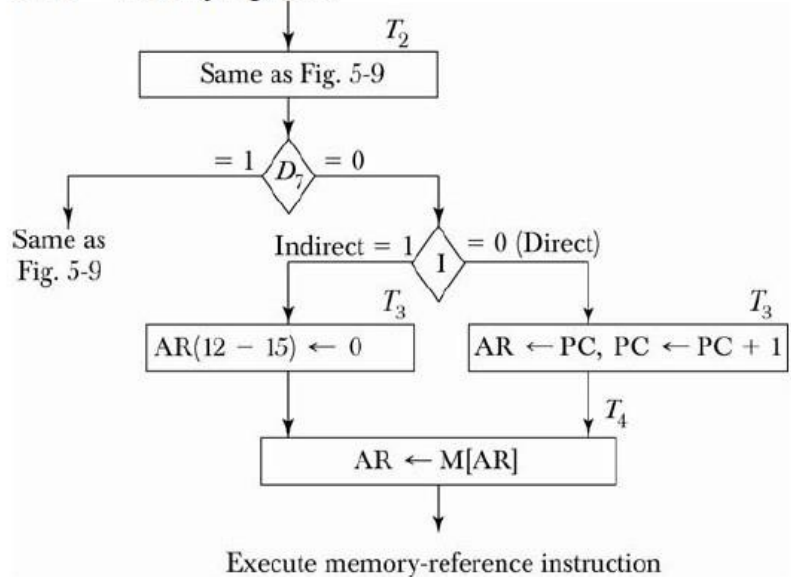 T2
Same as Fig. 5-9
= 1 D7 = 0
Same as
Fig. 5-9
Indirect = 1 I = 0 (Direct)
T3
T3
AR(12 − 15) ← 0
AR ← PC, PC ← PC + 1
T4
AR ← M[AR]
Execute memory-reference instruction